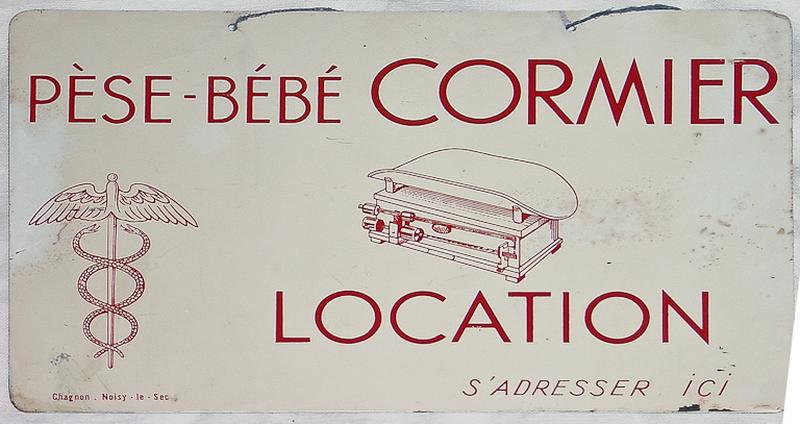 PÈSE-BÉBÉ CORMIER
LOCATION
S'ADRESSER ICI
Chagnon . Noisy - le - Sec